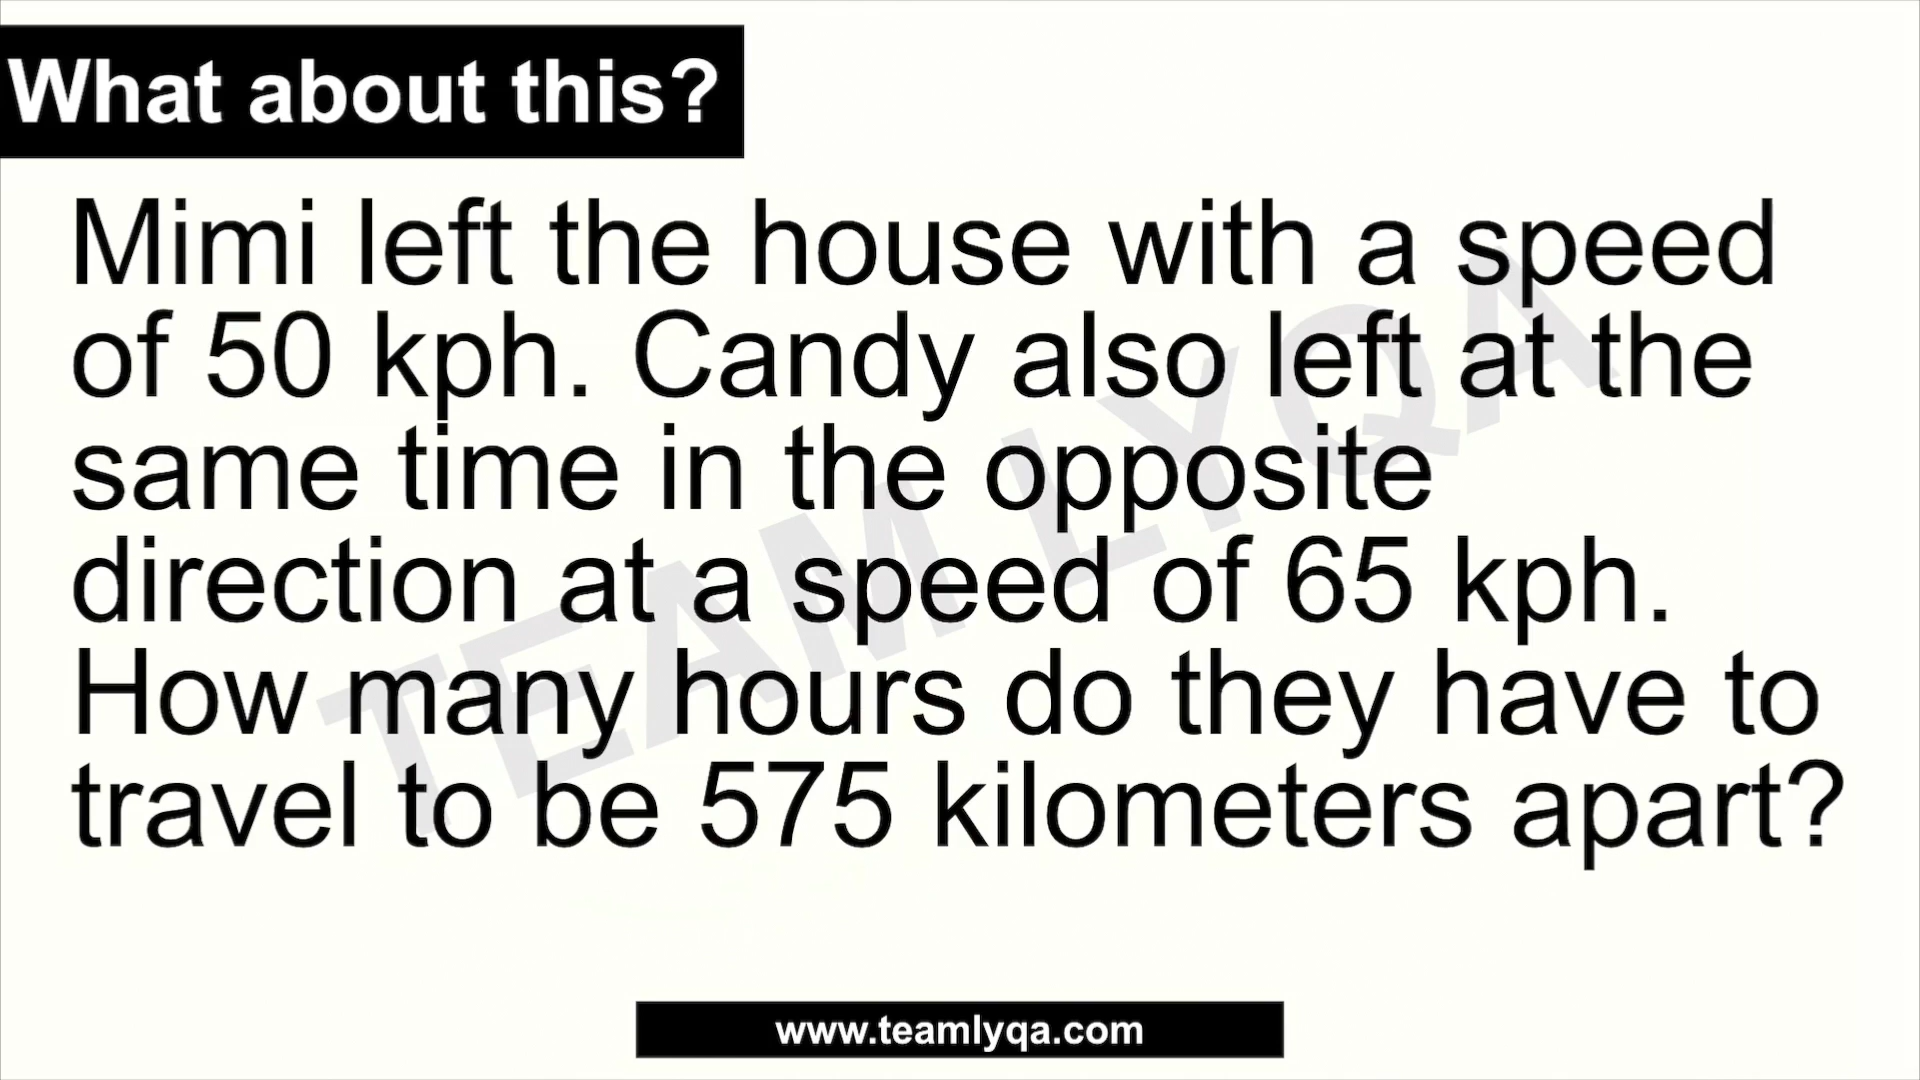 What about this?
Mimi left the house with a speed
of 50 kph. Candy also left at the
same time in the opposite
direction at a speed of 65 kph.
How many hours do they have to
travel to be 575 kilometers apart?
TEAM LYQA
www.teamlyqa.com